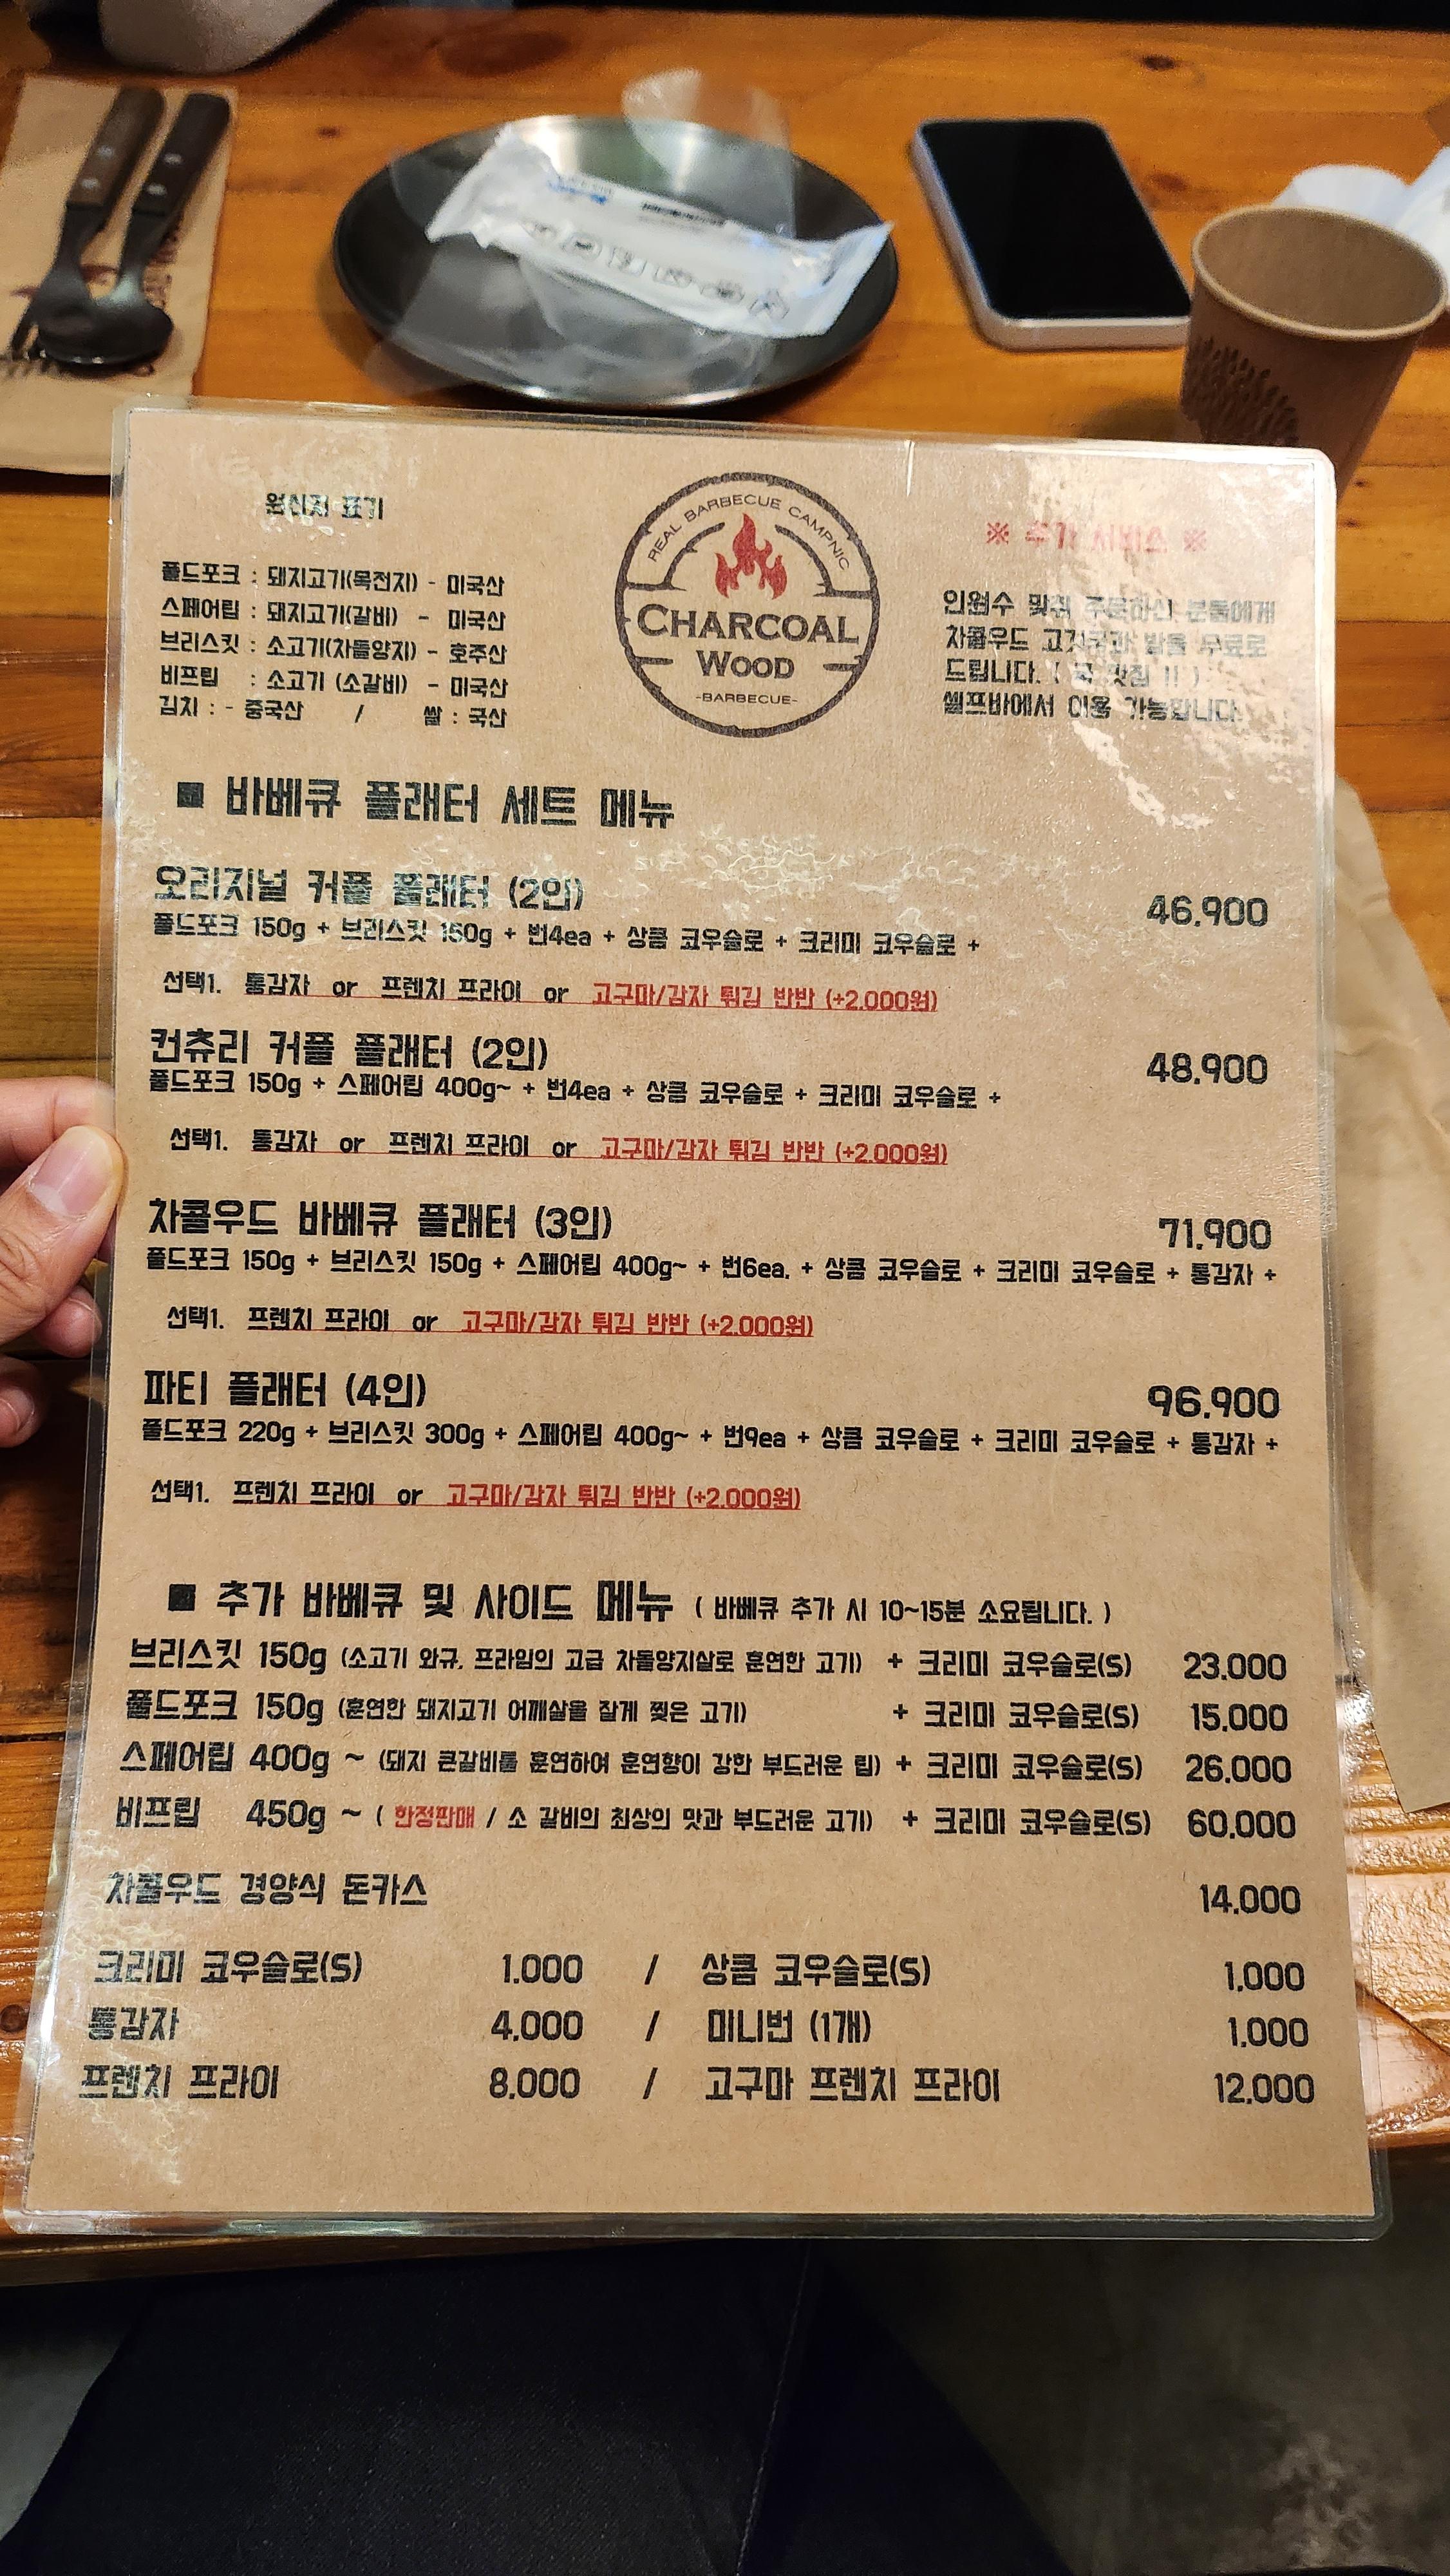 원산지 표기
풀드포크 : 돼지고기(목전지) - 미국산
스페어립 : 돼지고기(갈비) - 미국산
브리스킷 : 소고기(차돌양지) - 호주산
비프립 : 소고기 (소갈비) - 미국산
김치 : - 중국산 / 쌀 : 국산
REAL BARBECUE CAMPNIC
CHARCOAL
WOOD
-BARBECUE-
※ 추가 서비스 ※
인원수 맞춰 주문하신 분들에게
차콜우드 고깃국과 밥을 무료로
드립니다. ( 국 맛집 !! )
셀프바에서 이용 가능합니다.
■ 바베큐 플래터 세트 메뉴
오리지널 커플 플래터 (2인) 46.900
풀드포크 150g + 브리스킷 150g + 번4ea + 상큼 코우슬로 + 크리미 코우슬로 +
선택1. 통감자 or 프렌치 프라이 or 고구마/감자 튀김 반반 (+2.000원)
컨츄리 커플 플래터 (2인) 48.900
풀드포크 150g + 스페어립 400g~ + 번4ea + 상큼 코우슬로 + 크리미 코우슬로 +
선택1. 통감자 or 프렌치 프라이 or 고구마/감자 튀김 반반 (+2.000원)
차콜우드 바베큐 플래터 (3인) 71.900
풀드포크 150g + 브리스킷 150g + 스페어립 400g~ + 번6ea. + 상큼 코우슬로 + 크리미 코우슬로 + 통감자 +
선택1. 프렌치 프라이 or 고구마/감자 튀김 반반 (+2.000원)
파티 플래터 (4인) 96.900
풀드포크 220g + 브리스킷 300g + 스페어립 400g~ + 번9ea + 상큼 코우슬로 + 크리미 코우슬로 + 통감자 +
선택1. 프렌치 프라이 or 고구마/감자 튀김 반반 (+2.000원)
■ 추가 바베큐 및 사이드 메뉴 ( 바베큐 추가 시 10~15분 소요됩니다. )
브리스킷 150g (소고기 와규. 프라임의 고급 차돌양지살로 훈연한 고기) + 크리미 코우슬로(S) 23.000
풀드포크 150g (훈연한 돼지고기 어깨살을 잘게 찢은 고기) + 크리미 코우슬로(S) 15.000
스페어립 400g ~ (돼지 큰갈비를 훈연하여 훈연향이 강한 부드러운 립) + 크리미 코우슬로(S) 26.000
비프립 450g ~ ( 한정판매 / 소 갈비의 최상의 맛과 부드러운 고기) + 크리미 코우슬로(S) 60.000
차콜우드 경양식 돈카스 14.000
크리미 코우슬로(S) 1.000 / 상큼 코우슬로(S) 1.000
통감자 4.000 / 미니번 (1개) 1.000
프렌치 프라이 8.000 / 고구마 프렌치 프라이 12.000